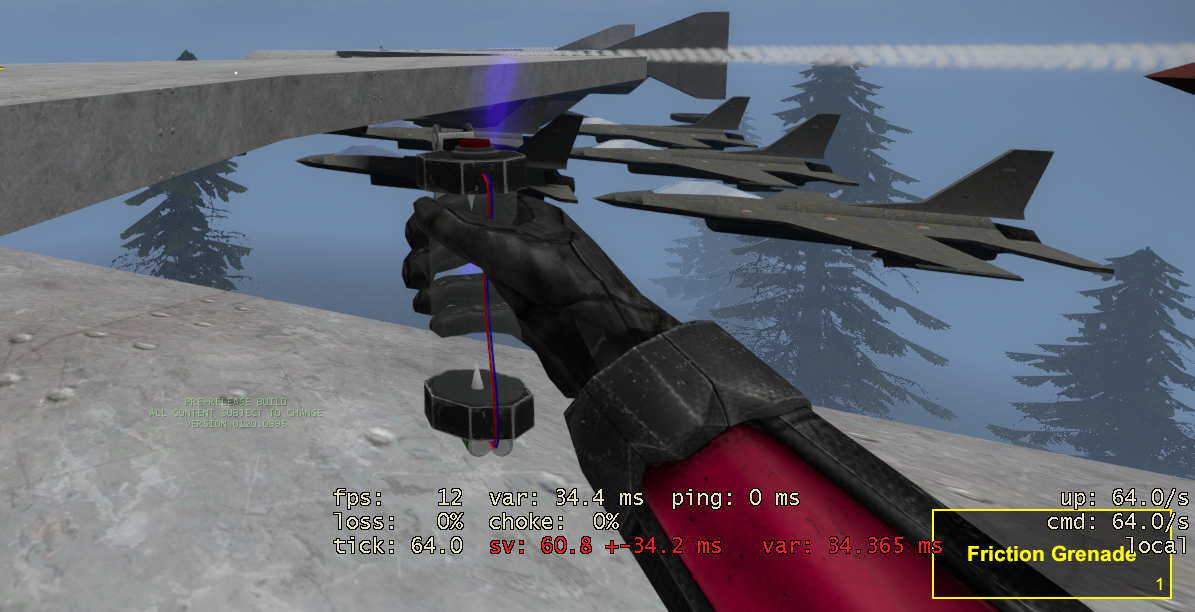 PRE-RELEASE BUILD
ALL CONTENT SUBJECT TO CHANGE
VERSION 0120.0996
fps: 12 var: 34.4 ms ping: 0 ms up: 64.0/s
loss: 0% choke: 0% cmd: 64.0/s
tick: 64.0 sv: 60.8 +-34.2 ms var: 34.365 ms local
Friction Grenade
1